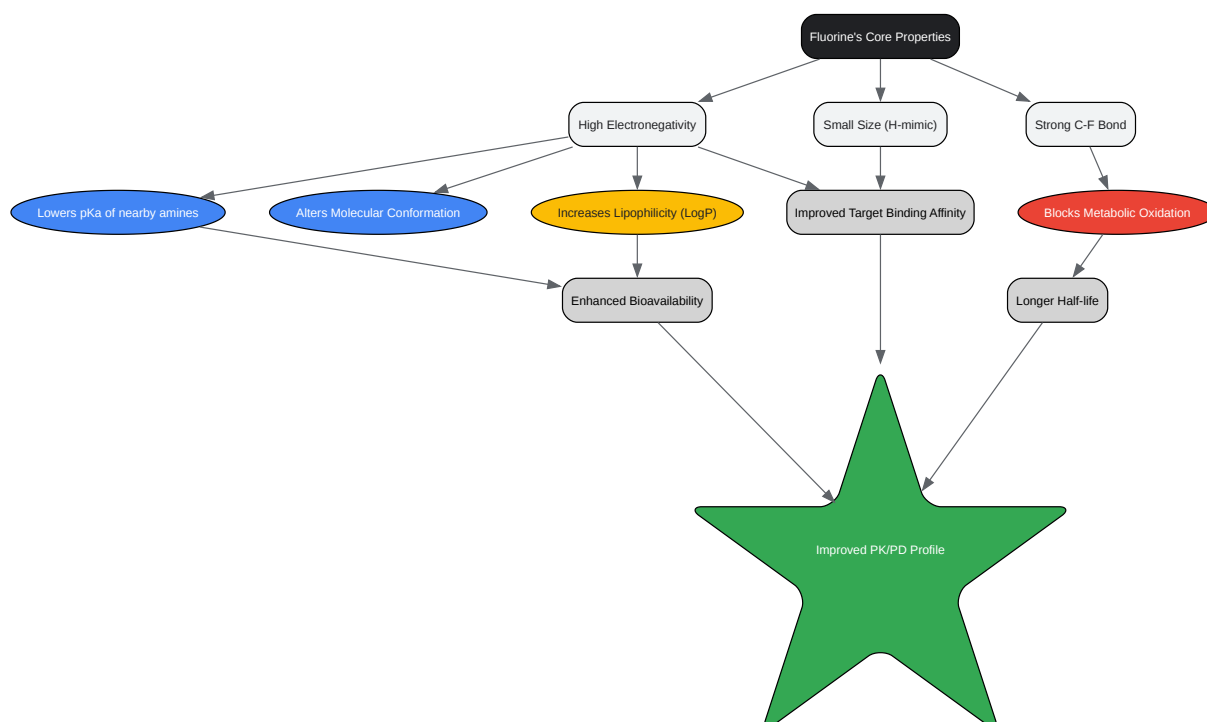 Fluorine's Core Properties
High Electronegativity
Small Size (H-mimic)
Strong C-F Bond
Lowers pKa of nearby amines
Alters Molecular Conformation
Increases Lipophilicity (LogP)
Improved Target Binding Affinity
Blocks Metabolic Oxidation
Enhanced Bioavailability
Longer Half-life
Improved PK/PD Profile